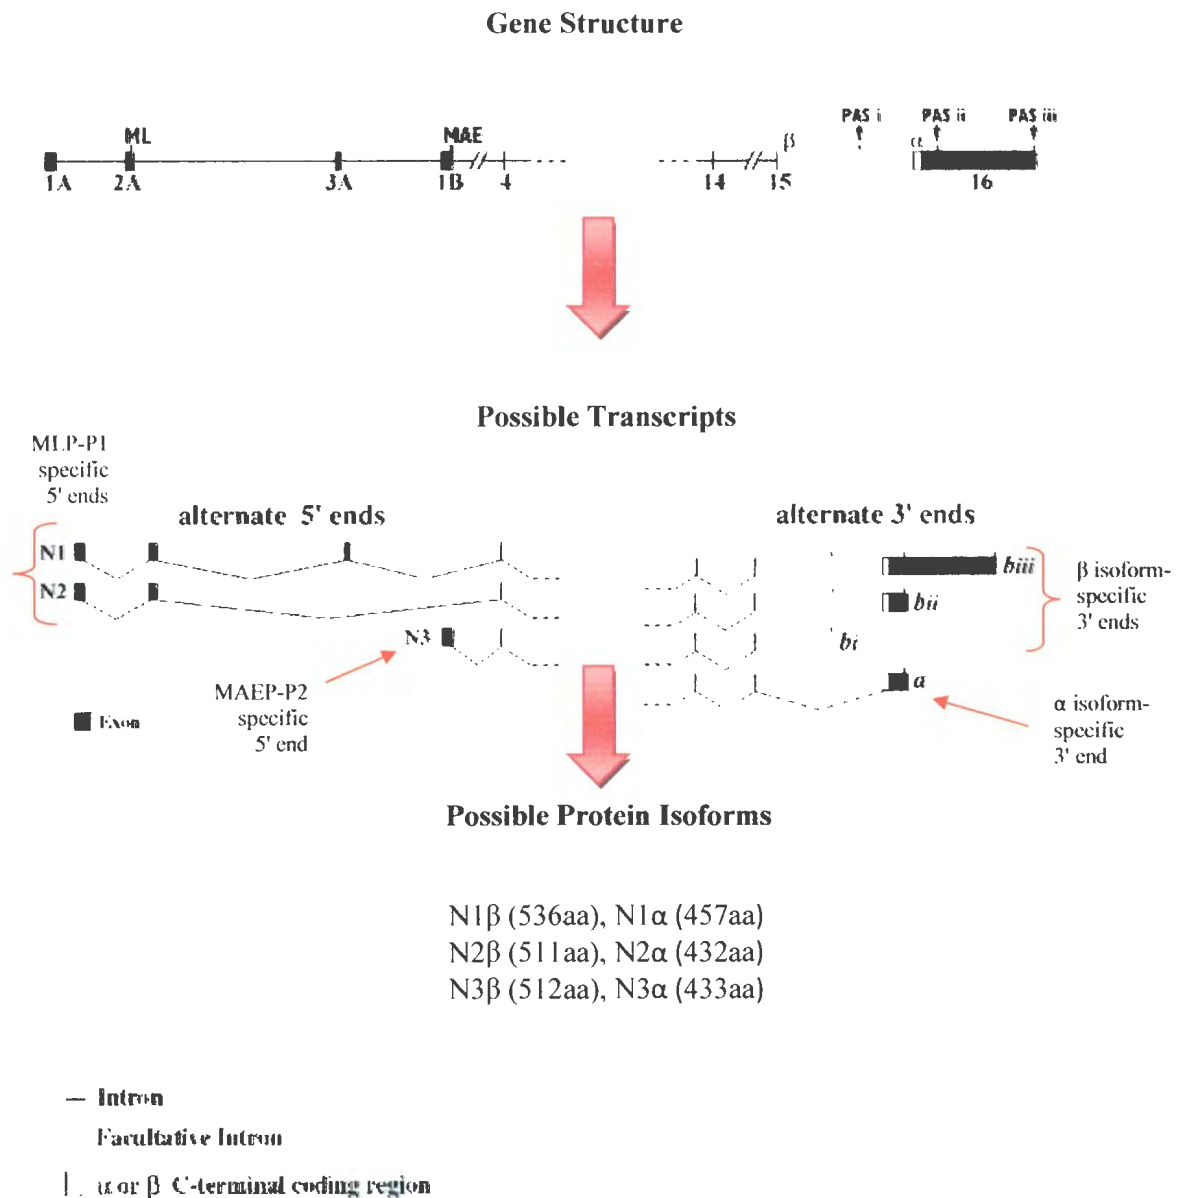 Gene Structure
PAS i PAS ii PAS iii
ML MAE β α
1A 2A 3A 1B 4 14 15 16
Possible Transcripts
MLP-P1
specific
5' ends
alternate 5' ends
alternate 3' ends
N1
N2
N3
biii
bii
bi
a
β isoform-
specific
3' ends
MAEP-P2
specific
5' end
α isoform-
specific
3' end
Exon
Possible Protein Isoforms
N1β (536aa), N1α (457aa)
N2β (511aa), N2α (432aa)
N3β (512aa), N3α (433aa)
Intron
Facultative Intron
α or β C-terminal coding region